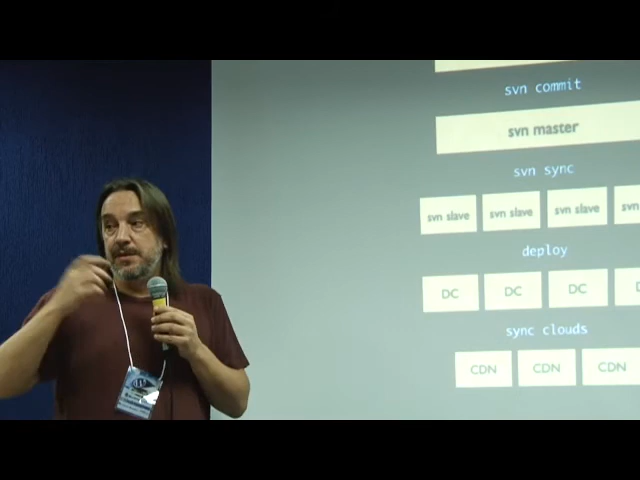 svn commit
svn master
svn sync
svn slave svn slave svn slave svn
deploy
DC DC DC
sync clouds
CDN CDN CDN